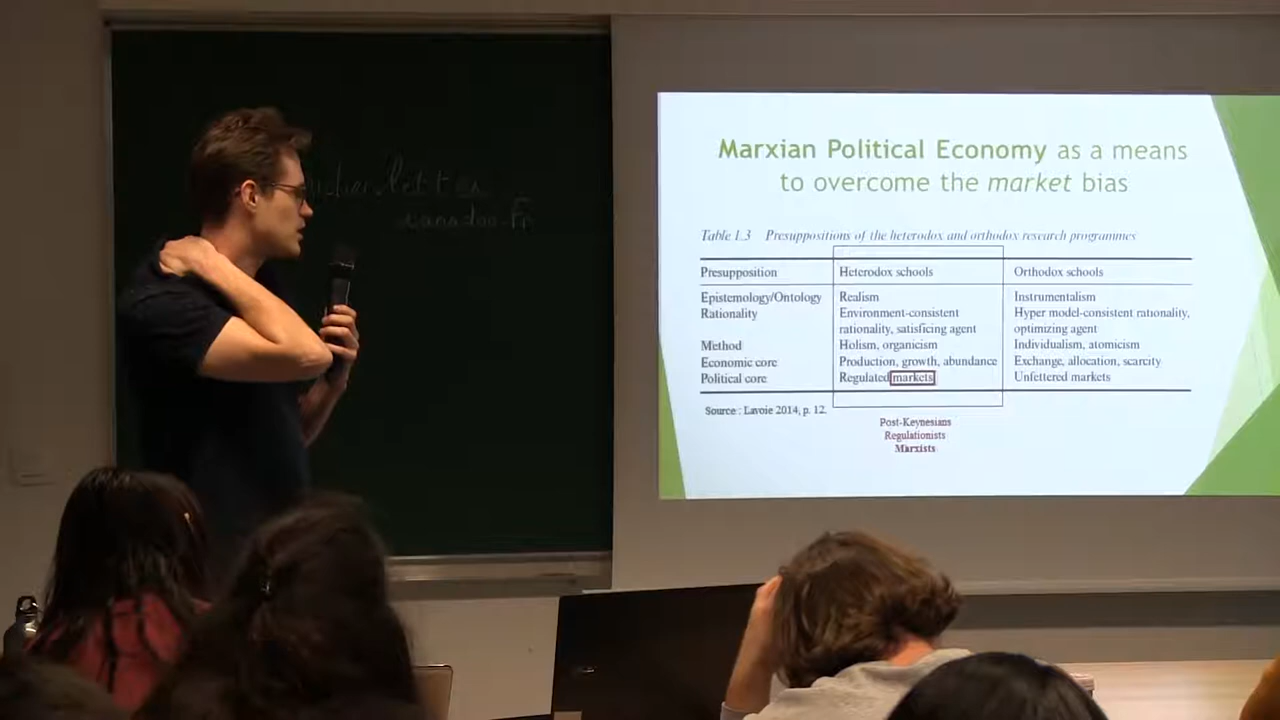 Marxian Political Economy as a means
to overcome the market bias
Table 1.3 Presuppositions of the heterodox and orthodox research programmes
Presupposition Heterodox schools Orthodox schools
Epistemology/Ontology Realism Instrumentalism
Rationality Environment-consistent Hyper model-consistent rationality,
rationality, satisficing agent optimizing agent
Method Holism, organicism Individualism, atomicism
Economic core Production, growth, abundance Exchange, allocation, scarcity
Political core Regulated markets Unfettered markets
Source : Lavoie 2014, p. 12.
Post-Keynesians
Regulationists
Marxists